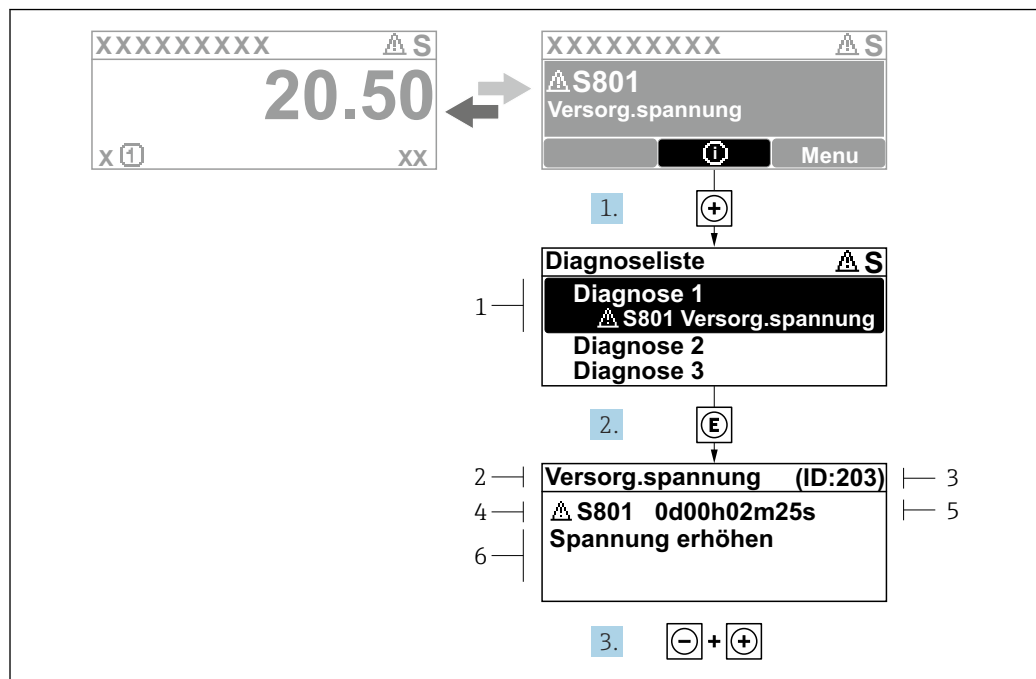 XXXXXXXXX ⚠ S
20.50
x ① xx
XXXXXXXXX ⚠ S
⚠ S801
Versorg.spannung
ⓘ Menu
1. +
Diagnoseliste ⚠ S
1
Diagnose 1
⚠ S801 Versorg.spannung
Diagnose 2
Diagnose 3
2. E
2 Versorg.spannung (ID:203) 3
4 ⚠ S801 0d00h02m25s 5
6 Spannung erhöhen
3. - + +